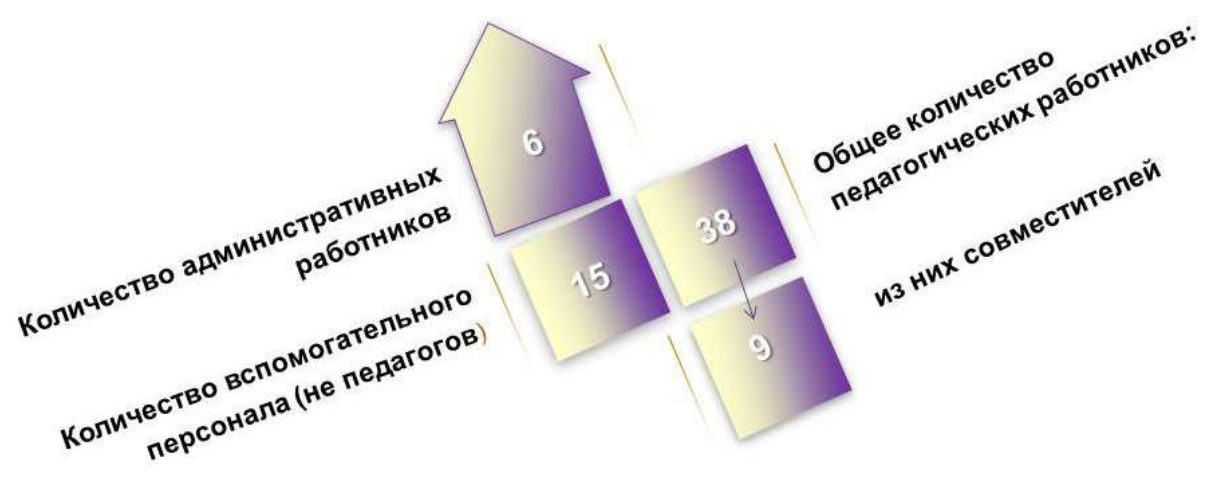 6
Количество административных
работников
15
Количество вспомогательного
персонала (не педагогов)
38
Общее количество
педагогических работников:
9
из них совместителей